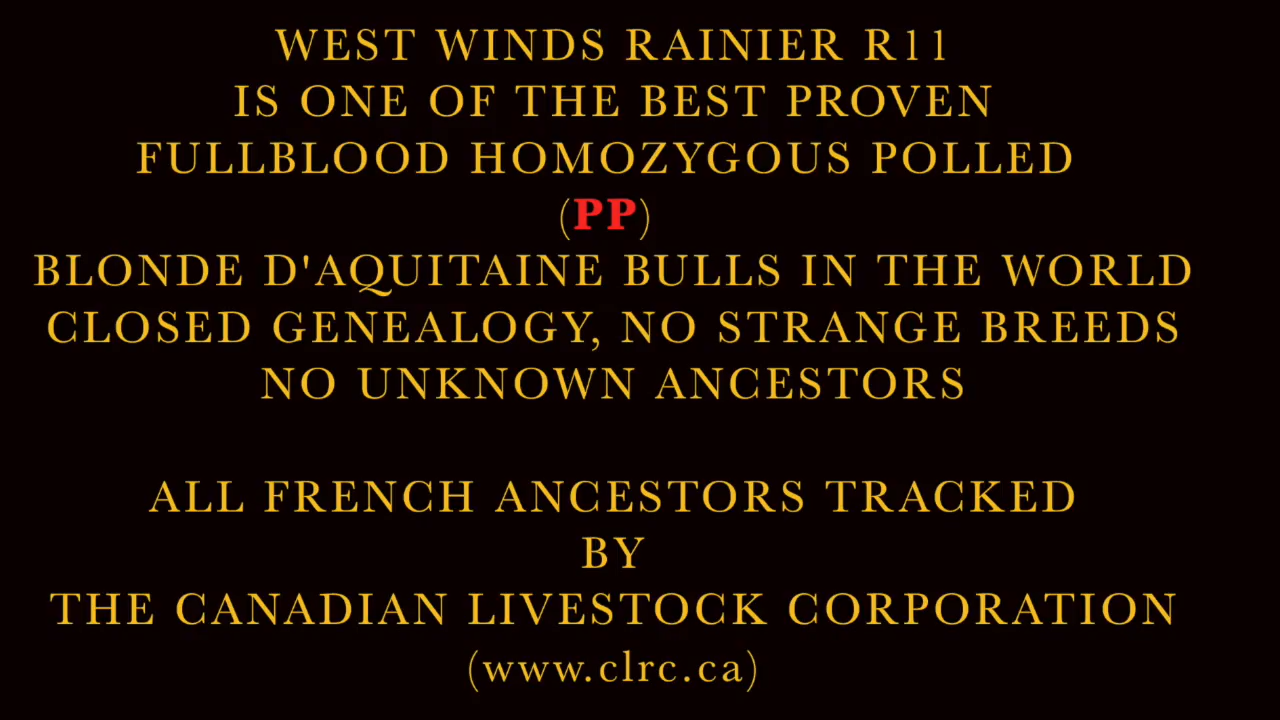 WEST WINDS RAINIER R11
IS ONE OF THE BEST PROVEN
FULLBLOOD HOMOZYGOUS POLLED
(PP)
BLONDE D'AQUITAINE BULLS IN THE WORLD
CLOSED GENEALOGY, NO STRANGE BREEDS
NO UNKNOWN ANCESTORS
ALL FRENCH ANCESTORS TRACKED
BY
THE CANADIAN LIVESTOCK CORPORATION
(www.clrc.ca)